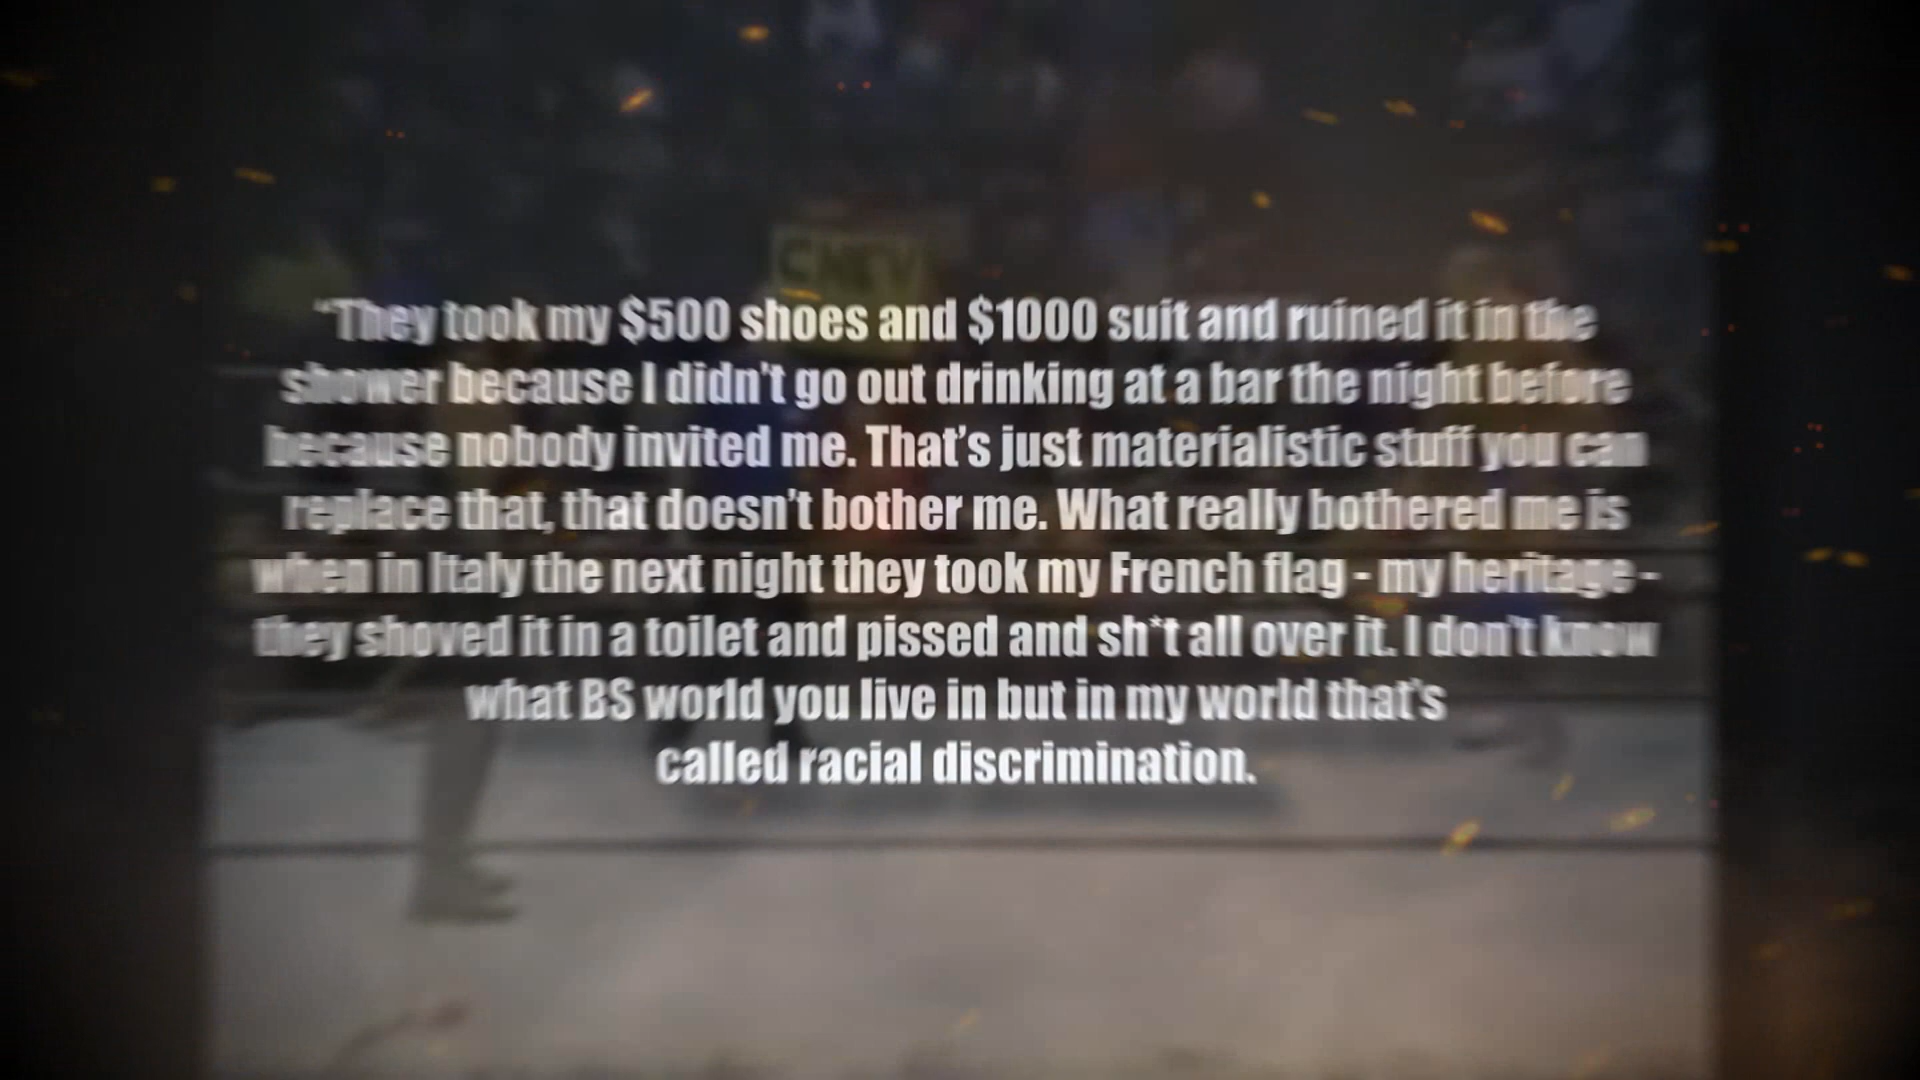 CHEV
“They took my $500 shoes and $1000 suit and ruined it in the
shower because I didn’t go out drinking at a bar the night before
because nobody invited me. That’s just materialistic stuff you can
replace that, that doesn’t bother me. What really bothered me is
when in Italy the next night they took my French flag - my heritage -
they shoved it in a toilet and pissed and sh*t all over it. I don’t know
what BS world you live in but in my world that’s
called racial discrimination.